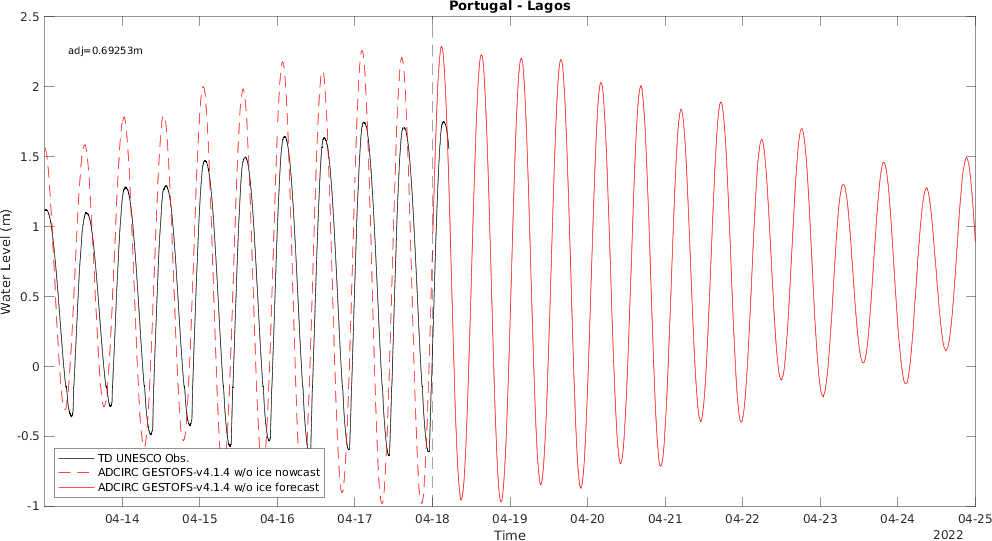 Portugal - Lagos
adj=0.69253m
2.5
2
1.5
1
0.5
0
-0.5
-1
Water Level (m)
TD UNESCO Obs.
ADCIRC GESTOFS-v4.1.4 w/o ice nowcast
ADCIRC GESTOFS-v4.1.4 w/o ice forecast
04-14 04-15 04-16 04-17 04-18 04-19 04-20 04-21 04-22 04-23 04-24 04-25
Time
2022